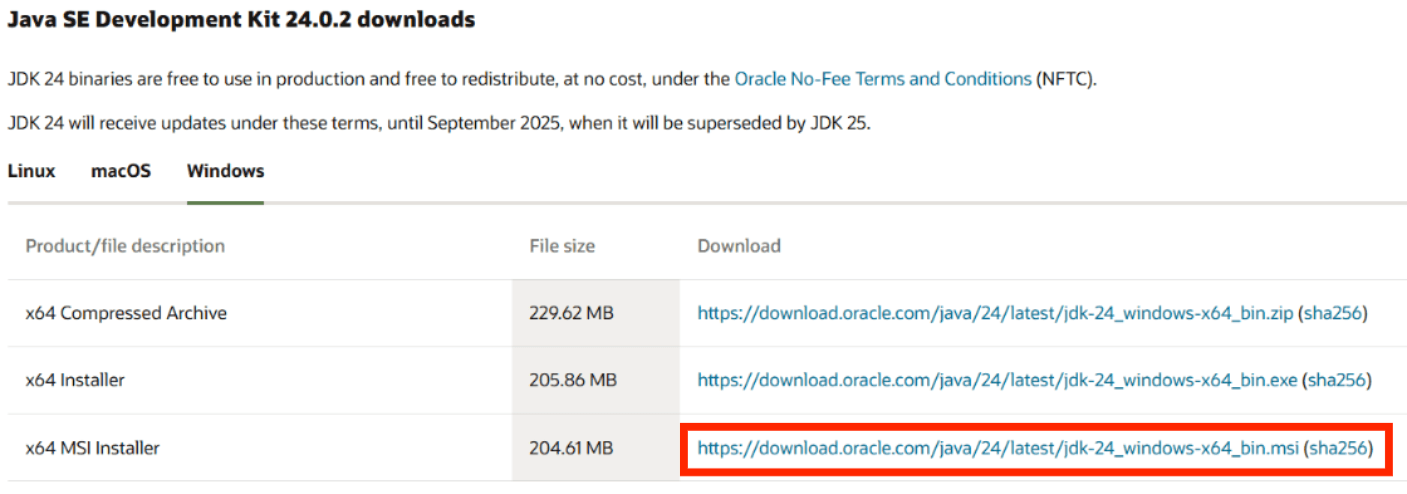 Java SE Development Kit 24.0.2 downloads
JDK 24 binaries are free to use in production and free to redistribute, at no cost, under the Oracle No-Fee Terms and Conditions (NFTC).
JDK 24 will receive updates under these terms, until September 2025, when it will be superseded by JDK 25.
Linux macOS Windows
Product/file description File size Download
x64 Compressed Archive 229.62 MB https://download.oracle.com/java/24/latest/jdk-24_windows-x64_bin.zip (sha256)
x64 Installer 205.86 MB https://download.oracle.com/java/24/latest/jdk-24_windows-x64_bin.exe (sha256)
x64 MSI Installer 204.61 MB https://download.oracle.com/java/24/latest/jdk-24_windows-x64_bin.msi (sha256)